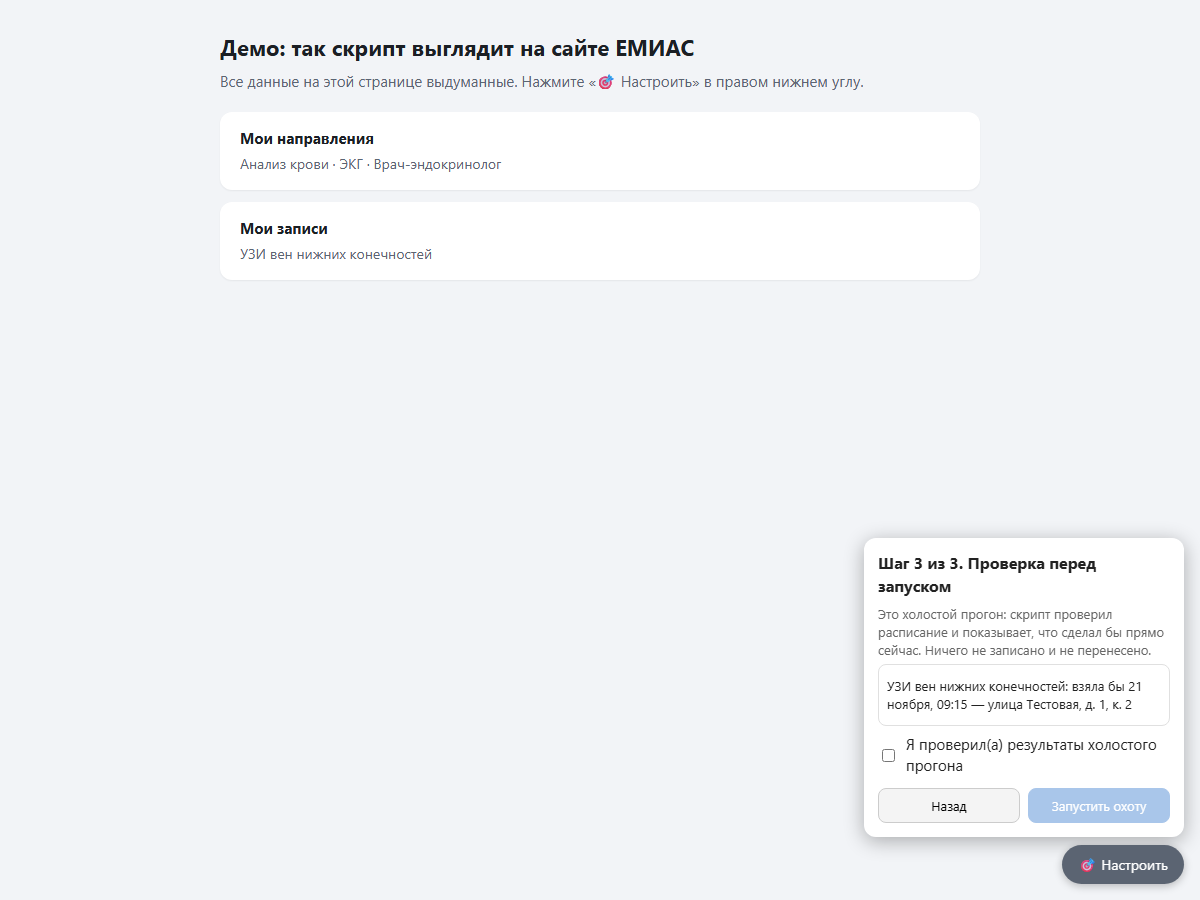 Демо: так скрипт выглядит на сайте ЕМИАС
Все данные на этой странице выдуманные. Нажмите «🎯 Настроить» в правом нижнем углу.
Мои направления
Анализ крови · ЭКГ · Врач-эндокринолог
Мои записи
УЗИ вен нижних конечностей
Шаг 3 из 3. Проверка перед
запуском
Это холостой прогон: скрипт проверил
расписание и показывает, что сделал бы прямо
сейчас. Ничего не записано и не перенесено.
УЗИ вен нижних конечностей: взяла бы 21
ноября, 09:15 — улица Тестовая, д. 1, к. 2
Я проверил(а) результаты холостого
прогона
Назад
Запустить охоту
🎯 Настроить